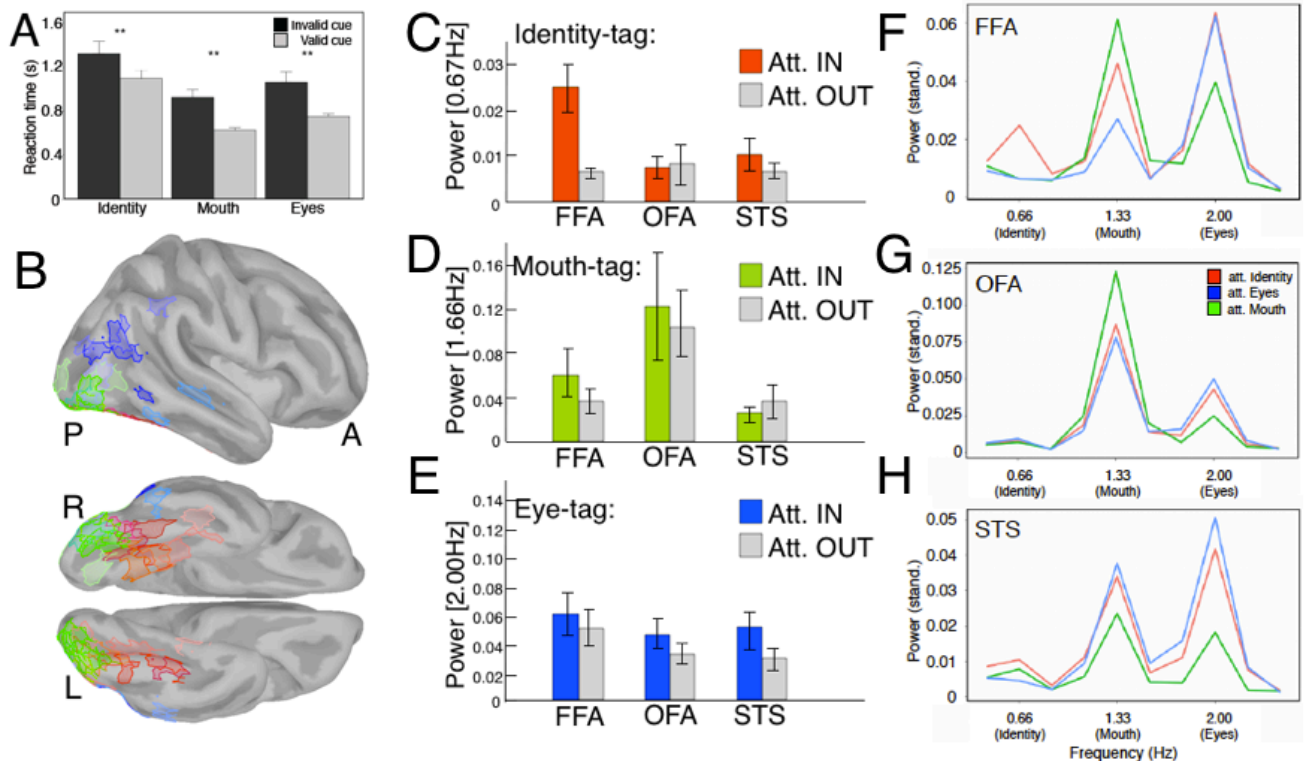 A
1.6
1.2
0.8
0.4
0
Reaction time (s)
Invalid cue
Valid cue
**
**
**
Identity
Mouth
Eyes
B
P
A
R
L
C
Identity-tag:
Att. IN
Att. OUT
Power [0.67Hz]
0.03
0.02
0.01
0
FFA
OFA
STS
D
Mouth-tag:
Att. IN
Att. OUT
Power [1.66Hz]
0.16
0.12
0.08
0.04
0
FFA
OFA
STS
E
Eye-tag:
Att. IN
Att. OUT
Power [2.00Hz]
0.14
0.10
0.08
0.06
0.04
0.02
0
FFA
OFA
STS
F
FFA
Power (stand.)
0.06
0.04
0.02
0
0.66
(Identity)
1.33
(Mouth)
2.00
(Eyes)
G
OFA
att. Identity
att. Eyes
att. Mouth
Power (stand.)
0.125
0.100
0.075
0.050
0.025
0
0.66
(Identity)
1.33
(Mouth)
2.00
(Eyes)
H
STS
Power (stand.)
0.05
0.04
0.03
0.02
0.01
0
0.66
(Identity)
1.33
(Mouth)
2.00
(Eyes)
Frequency (Hz)